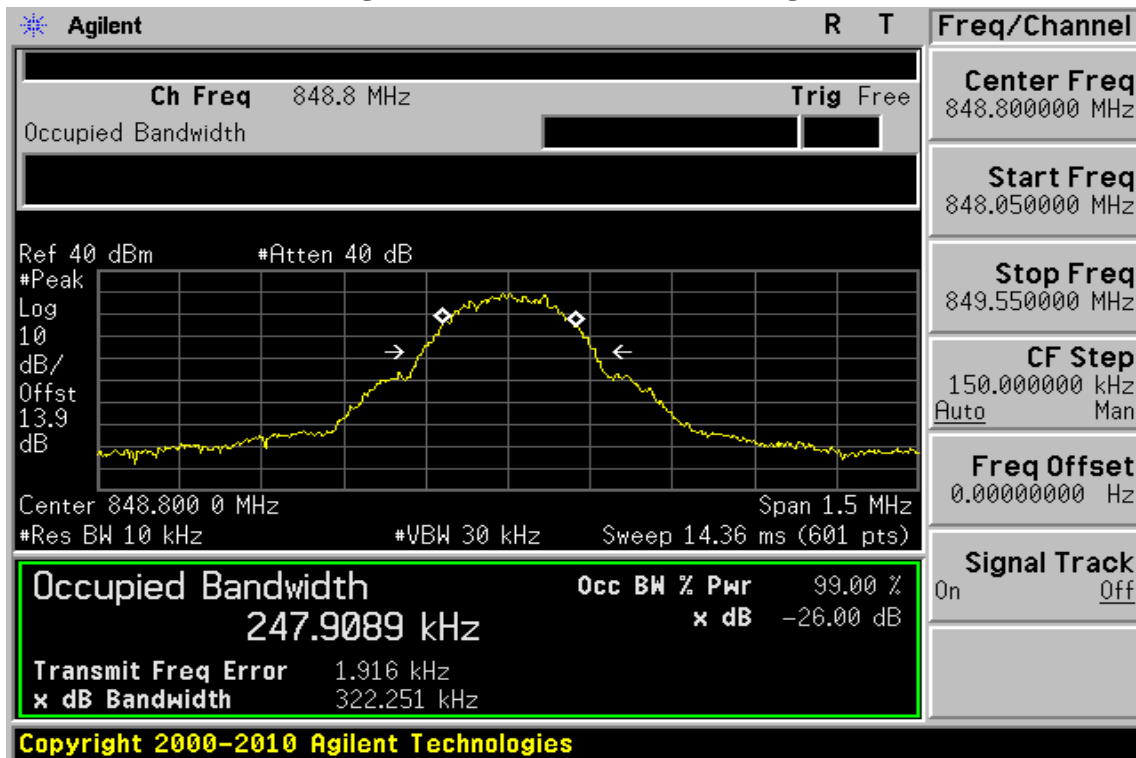 Agilent R T
Ch Freq 848.8 MHz Trig Free
Occupied Bandwidth
Ref 40 dBm #Atten 40 dB
#Peak
Log
10
dB/
Offst
13.9
dB
Center 848.800 0 MHz Span 1.5 MHz
#Res BW 10 kHz #VBW 30 kHz Sweep 14.36 ms (601 pts)
Occupied Bandwidth Occ BW % Pwr 99.00 %
247.9089 kHz x dB -26.00 dB
Transmit Freq Error 1.916 kHz
x dB Bandwidth 322.251 kHz
Copyright 2000-2010 Agilent Technologies
Freq/Channel
Center Freq
848.800000 MHz
Start Freq
848.050000 MHz
Stop Freq
849.550000 MHz
CF Step
150.000000 kHz
Auto Man
Freq Offset
0.00000000 Hz
Signal Track
On Off